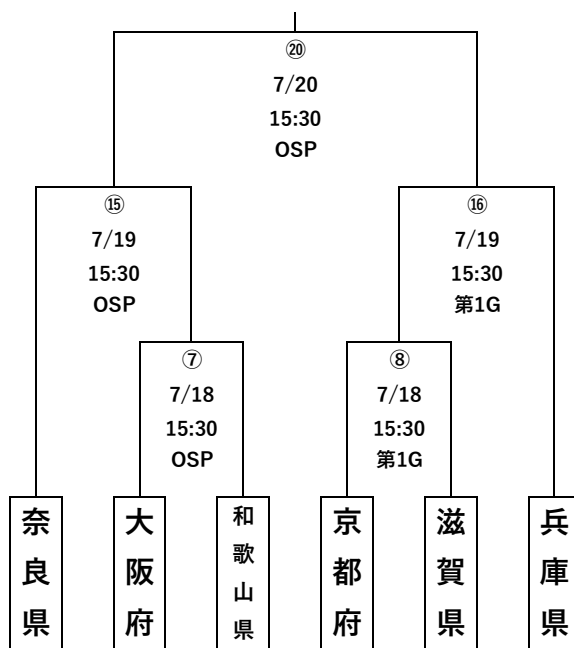 ⑳
7/20
15:30
OSP
⑮
7/19
15:30
OSP
⑯
7/19
15:30
第1G
⑦
7/18
15:30
OSP
⑧
7/18
15:30
第1G
奈良県
大阪府
和歌山県
京都府
滋賀県
兵庫県